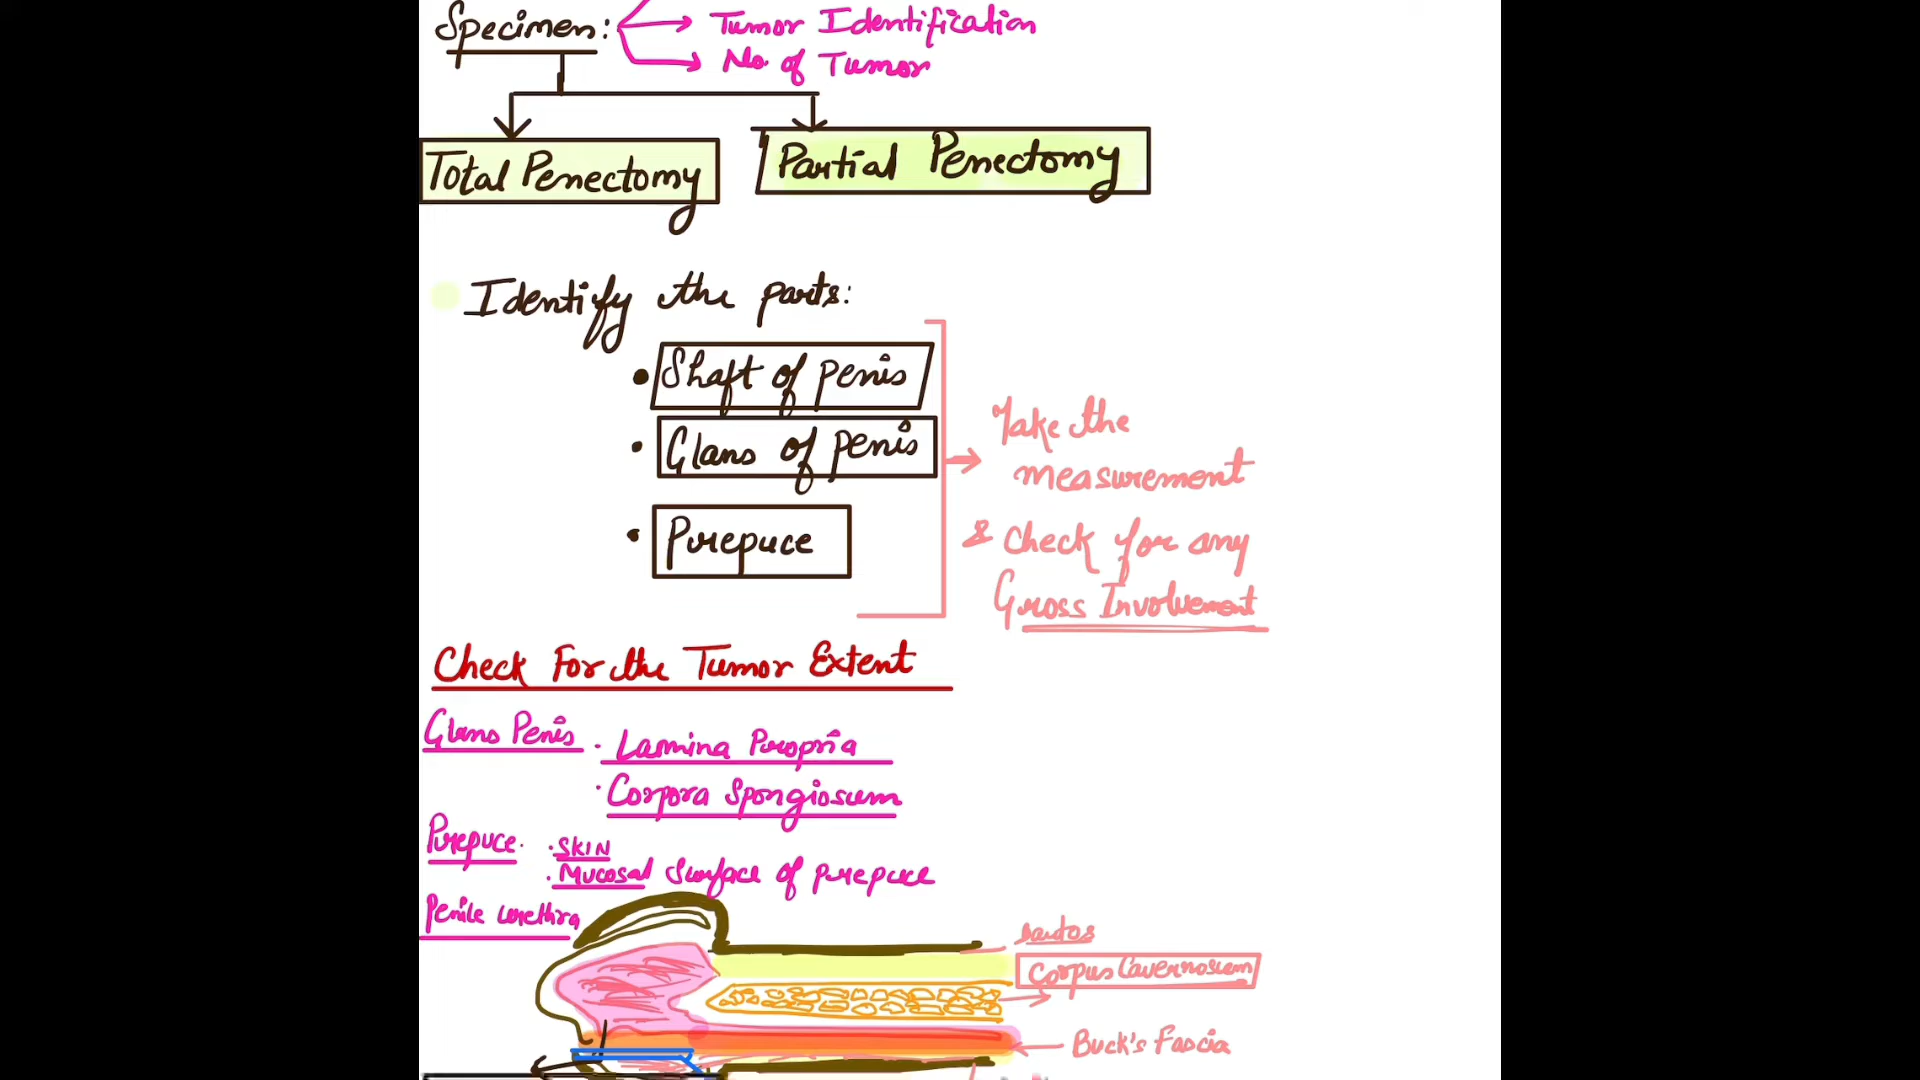 Specimen:
Tumor Identification
No. of Tumor
Total Penectomy
Partial Penectomy
Identify the parts:
• Shaft of penis
• Glans of penis
• Prepuce
Take the
measurement
& Check for any
Gross Involvement
Check For the Tumor Extent
Glans Penis
· Lamina Propria
· Corpora Spongiosum
Prepuce.
· SKIN
· Mucosal Surface of prepuce
Penile urethra
Dartos
Corpus Cavernosum
Buck's Fascia